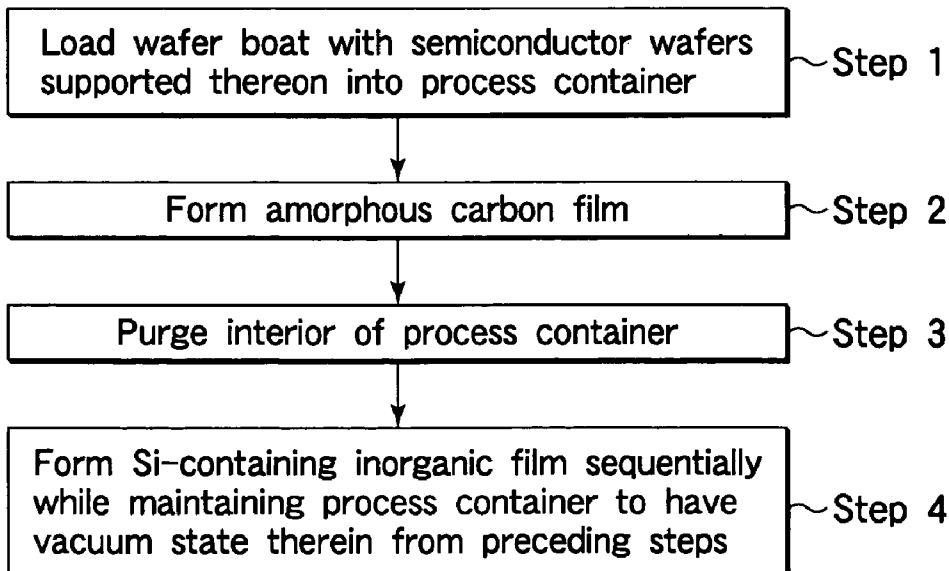 Load wafer boat with semiconductor wafers
supported thereon into process container
Step 1
Form amorphous carbon film
Step 2
Purge interior of process container
Step 3
Form Si-containing inorganic film sequentially
while maintaining process container to have
vacuum state therein from preceding steps
Step 4